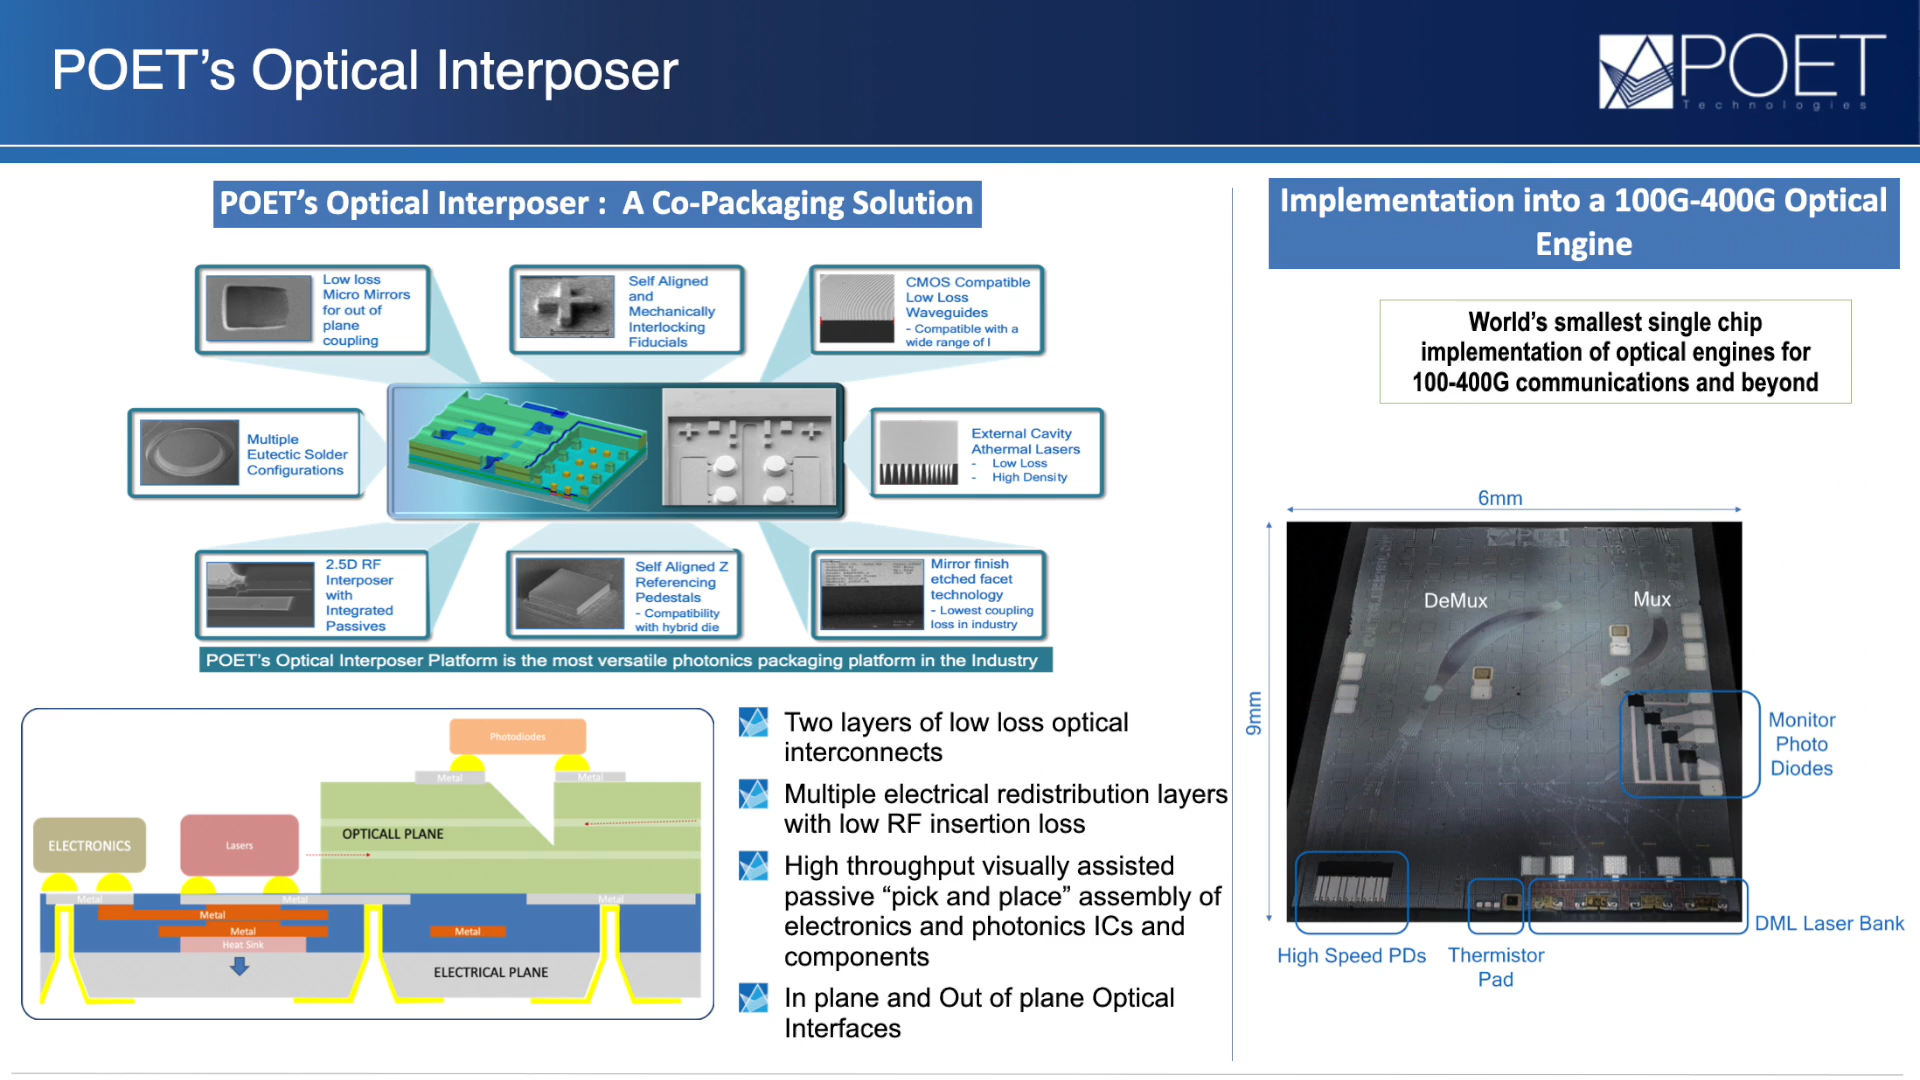 POET's Optical Interposer
POET
Technologies
POET's Optical Interposer : A Co-Packaging Solution
Low loss
Micro Mirrors
for out of
plane
coupling
Self Aligned
and
Mechanically
Interlocking
Fiducials
CMOS Compatible
Low Loss
Waveguides
- Compatible with a
wide range of l
Multiple
Eutectic Solder
Configurations
External Cavity
Athermal Lasers
- Low Loss
- High Density
2.5D RF
Interposer
with
Integrated
Passives
Self Aligned Z
Referencing
Pedestals
- Compatibility
with hybrid die
Mirror finish
etched facet
technology
- Lowest coupling
loss in industry
POET's Optical Interposer Platform is the most versatile photonics packaging platform in the Industry
Photodiodes
Metal
Metal
OPTICALL PLANE
ELECTRONICS
Lasers
Metal
Metal
Metal
Metal
Metal
Metal
Heat Sink
ELECTRICAL PLANE
Two layers of low loss optical
interconnects
Multiple electrical redistribution layers
with low RF insertion loss
High throughput visually assisted
passive “pick and place” assembly of
electronics and photonics ICs and
components
In plane and Out of plane Optical
Interfaces
Implementation into a 100G-400G Optical
Engine
World's smallest single chip
implementation of optical engines for
100-400G communications and beyond
6mm
9mm
POET
DeMux
Mux
Monitor
Photo
Diodes
DML Laser Bank
High Speed PDs
Thermistor
Pad